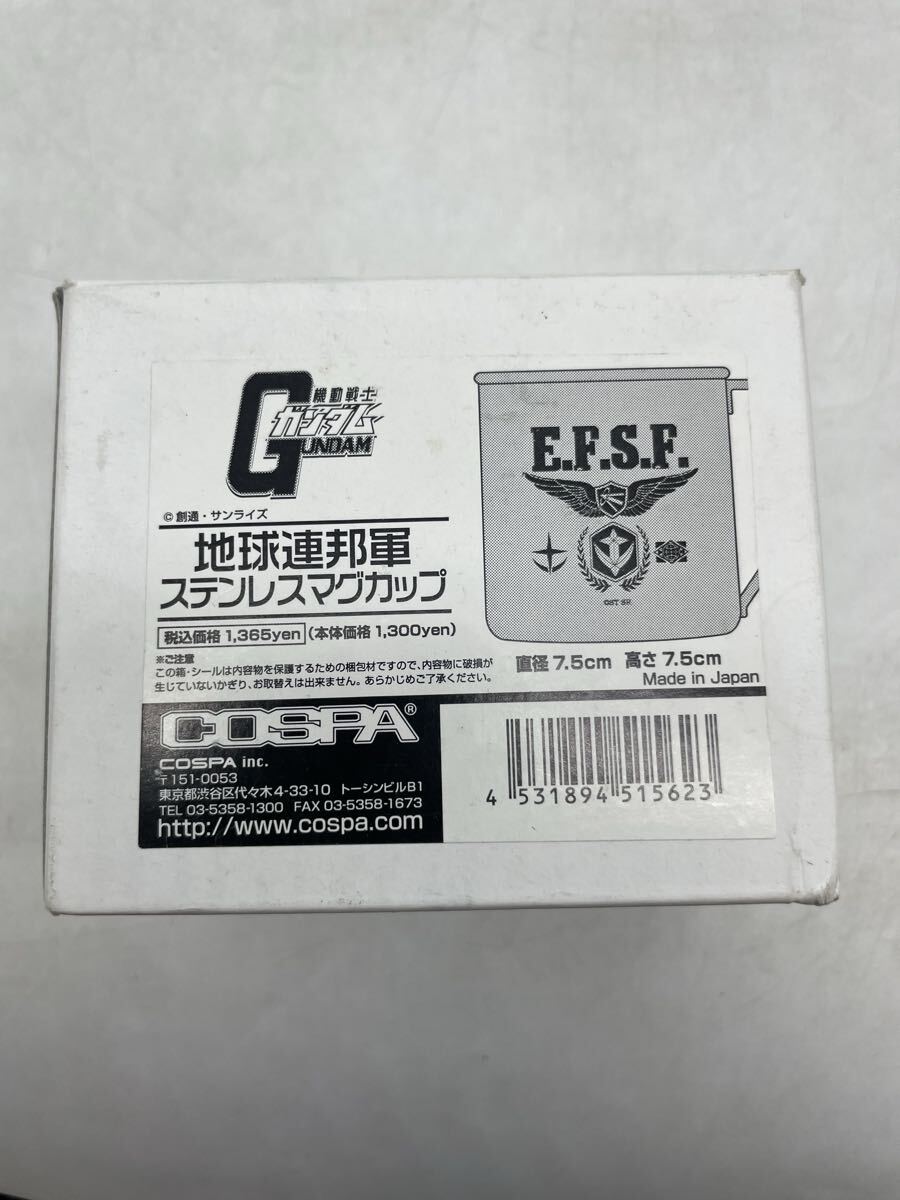 機動戦士
ガンダム
GUNDAM
©創通・サンライズ
地球連邦軍
ステンレスマグカップ
税込価格 1,365yen (本体価格 1,300yen)
※ご注意
この箱・シールは内容物を保護するための梱包材ですので、内容物に破損が
生じていないかぎり、お取替えは出来ません。あらかじめご了承ください。
E.F.S.F.
©ST・SR
直径 7.5cm 高さ 7.5cm
Made in Japan
COSPA®
COSPA inc.
〒151-0053
東京都渋谷区代々木4-33-10 トーシンビルB1
TEL 03-5358-1300 FAX 03-5358-1673
http://www.cospa.com
4 531894 515623